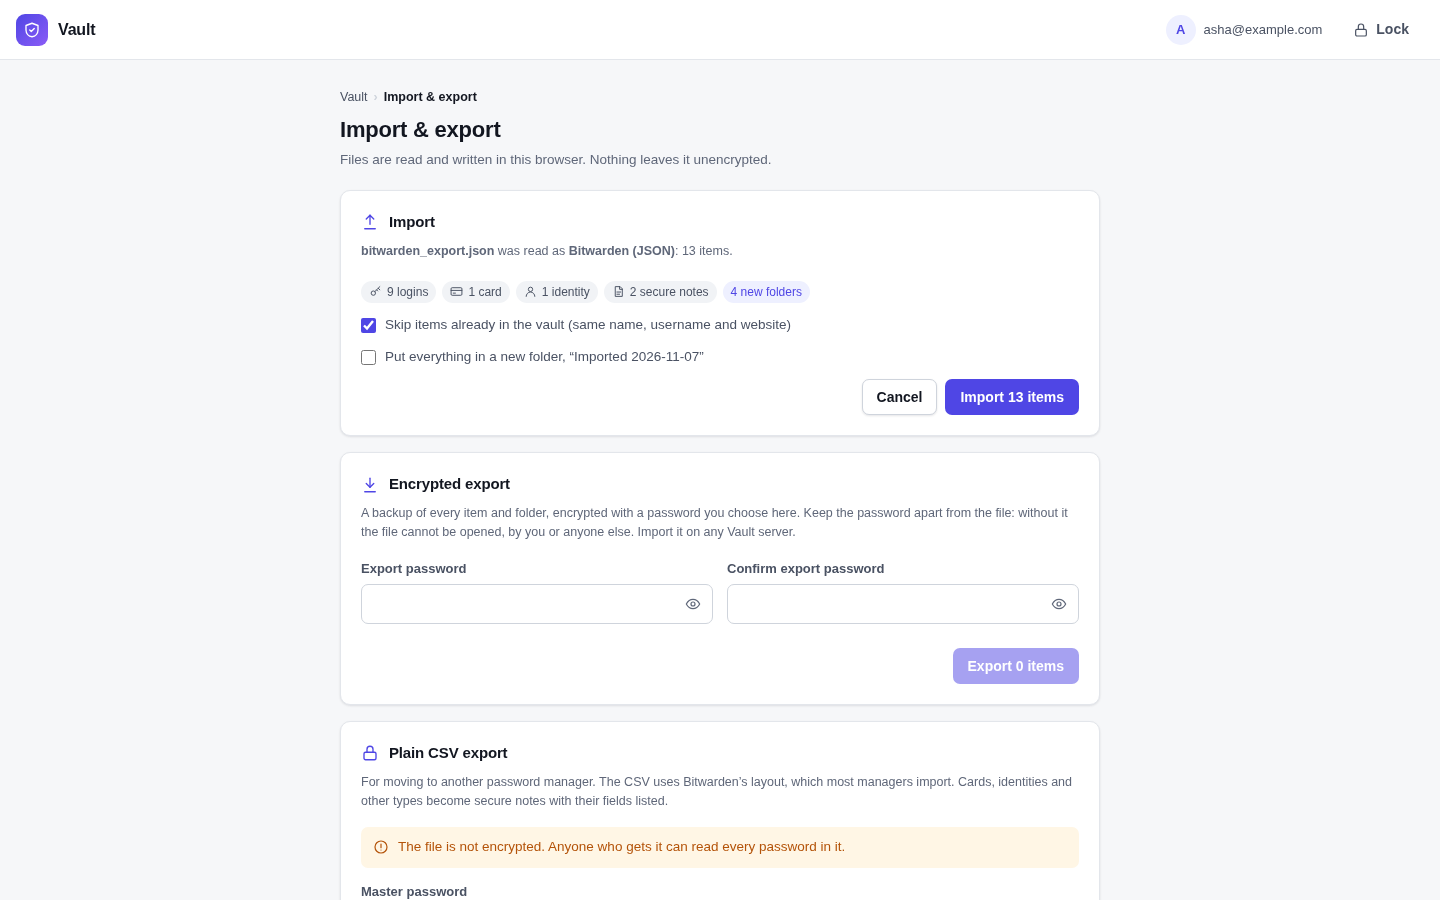 Vault
A
asha@example.com
Lock
Vault › Import & export
Import & export
Files are read and written in this browser. Nothing leaves it unencrypted.
Import
bitwarden_export.json was read as Bitwarden (JSON): 13 items.
9 logins
1 card
1 identity
2 secure notes
4 new folders
Skip items already in the vault (same name, username and website)
Put everything in a new folder, “Imported 2026-11-07”
Cancel
Import 13 items
Encrypted export
A backup of every item and folder, encrypted with a password you choose here. Keep the password apart from the file: without it
the file cannot be opened, by you or anyone else. Import it on any Vault server.
Export password
Confirm export password
Export 0 items
Plain CSV export
For moving to another password manager. The CSV uses Bitwarden’s layout, which most managers import. Cards, identities and
other types become secure notes with their fields listed.
The file is not encrypted. Anyone who gets it can read every password in it.
Master password